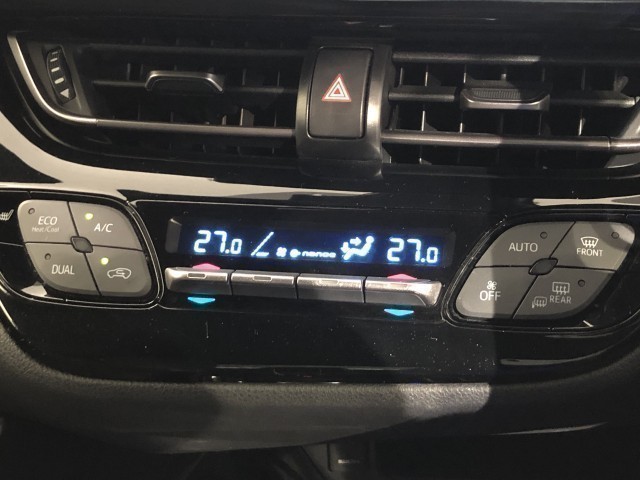 ECO
Heat/Cool
A/C
DUAL
27.0
nanoe
27.0
AUTO
FRONT
OFF
REAR